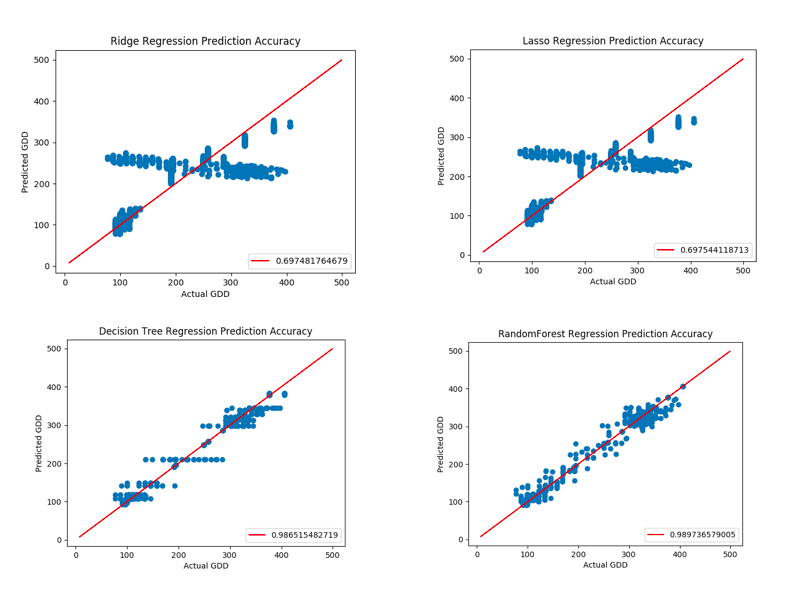 Ridge Regression Prediction Accuracy
500
400
300
200
100
0
Predicted GDD
0 100 200 300 400 500
Actual GDD
0.697481764679
Lasso Regression Prediction Accuracy
500
400
300
200
100
0
Predicted GDD
0 100 200 300 400 500
Actual GDD
0.697544118713
Decision Tree Regression Prediction Accuracy
500
400
300
200
100
0
Predicted GDD
0 100 200 300 400 500
Actual GDD
0.986515482719
RandomForest Regression Prediction Accuracy
500
400
300
200
100
0
Predicted GDD
0 100 200 300 400 500
Actual GDD
0.989736579005